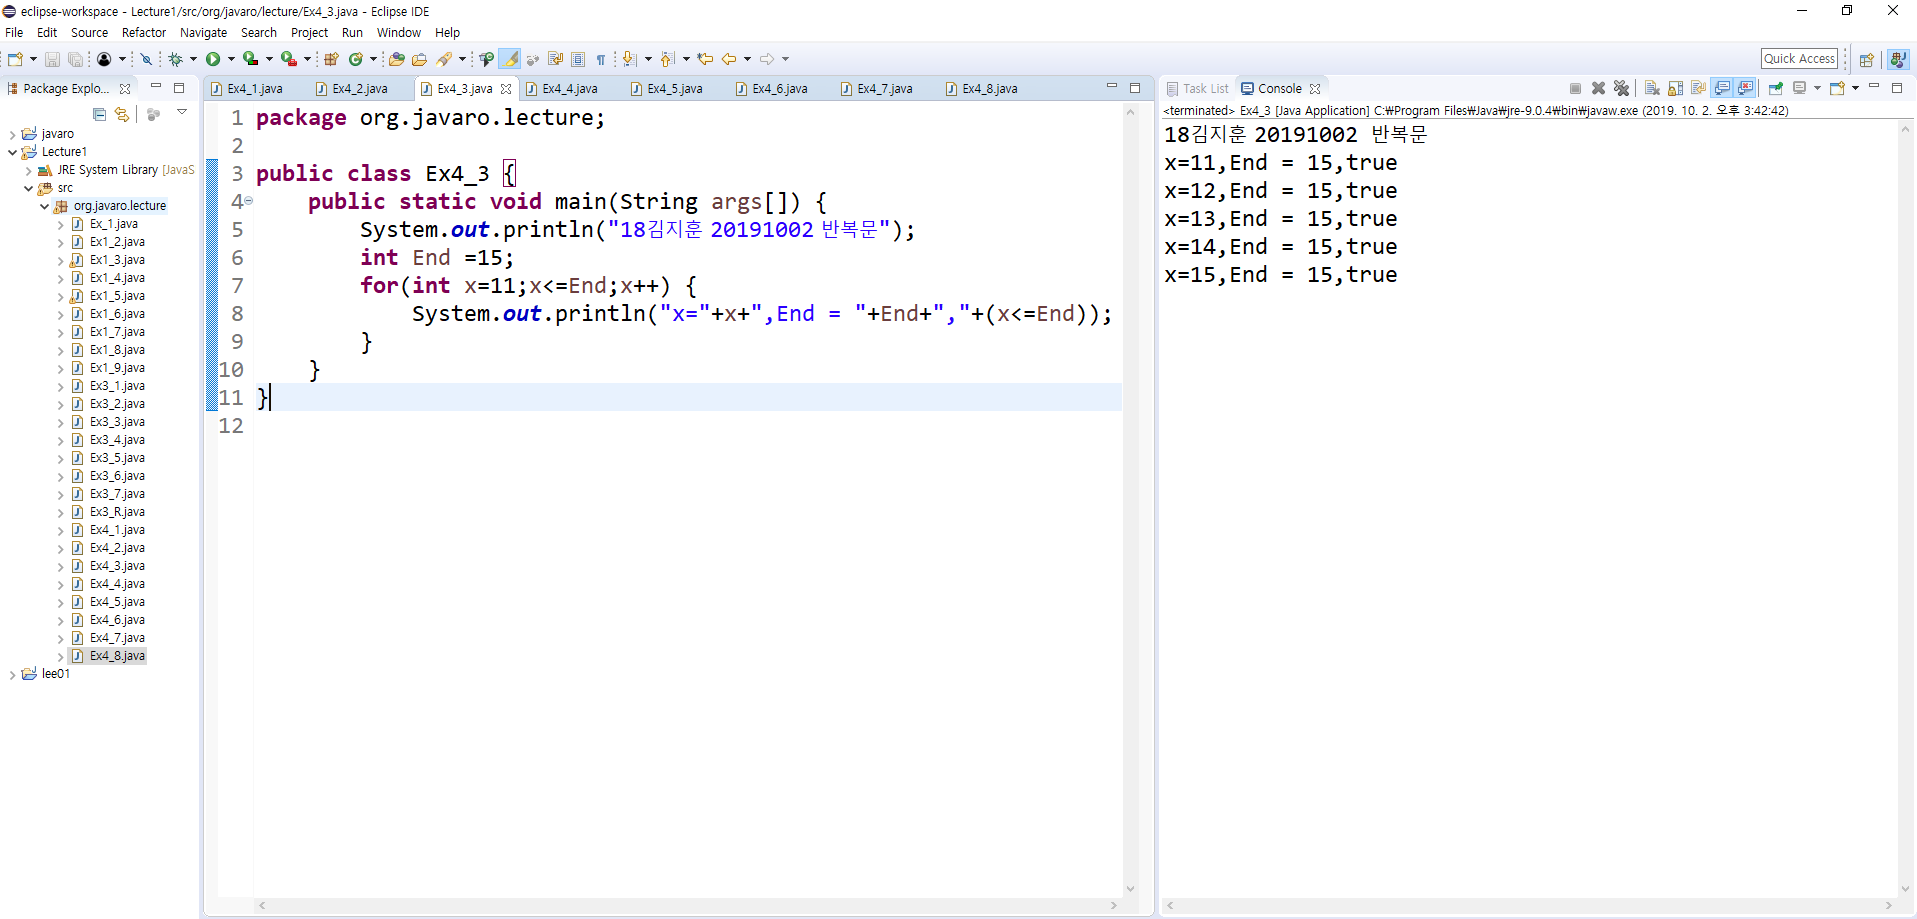 eclipse-workspace - Lecture1/src/org/javaro/lecture/Ex4_3.java - Eclipse IDE
File Edit Source Refactor Navigate Search Project Run Window Help
Quick Access
Package Explo...
javaro
Lecture1
JRE System Library [JavaS
src
org.javaro.lecture
Ex_1.java
Ex1_2.java
Ex1_3.java
Ex1_4.java
Ex1_5.java
Ex1_6.java
Ex1_7.java
Ex1_8.java
Ex1_9.java
Ex3_1.java
Ex3_2.java
Ex3_3.java
Ex3_4.java
Ex3_5.java
Ex3_6.java
Ex3_7.java
Ex3_R.java
Ex4_1.java
Ex4_2.java
Ex4_3.java
Ex4_4.java
Ex4_5.java
Ex4_6.java
Ex4_7.java
Ex4_8.java
lee01
Ex4_1.java Ex4_2.java Ex4_3.java Ex4_4.java Ex4_5.java Ex4_6.java Ex4_7.java Ex4_8.java
1 package org.javaro.lecture;
2
3 public class Ex4_3 {
4 public static void main(String args[]) {
5 System.out.println("18김지훈 20191002 반복문");
6 int End =15;
7 for(int x=11;x<=End;x++) {
8 System.out.println("x="+x+",End = "+End+","+(x<=End));
9 }
10 }
11 }
12
Task List Console
<terminated> Ex4_3 [Java Application] C:₩Program Files₩Java₩jre-9.0.4₩bin₩javaw.exe (2019. 10. 2. 오후 3:42:42)
18김지훈 20191002 반복문
x=11,End = 15,true
x=12,End = 15,true
x=13,End = 15,true
x=14,End = 15,true
x=15,End = 15,true